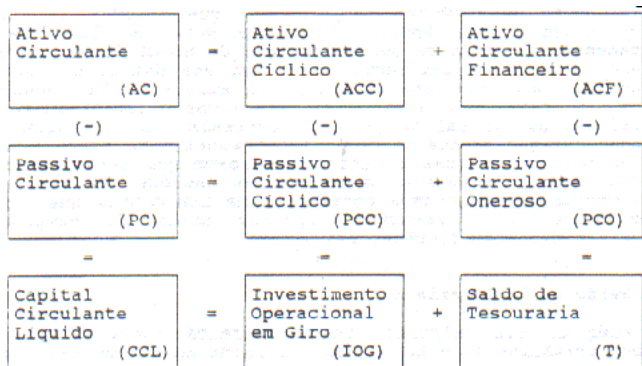 Ativo
Circulante
(AC)
=
Ativo
Circulante
Cíclico
(ACC)
+
Ativo
Circulante
Financeiro
(ACF)
(-) (-) (-)
Passivo
Circulante
(PC)
=
Passivo
Circulante
Cíclico
(PCC)
+
Passivo
Circulante
Oneroso
(PCO)
= = =
Capital
Circulante
Líquido
(CCL)
=
Investimento
Operacional
em Giro
(IOG)
+
Saldo de
Tesouraria
(T)